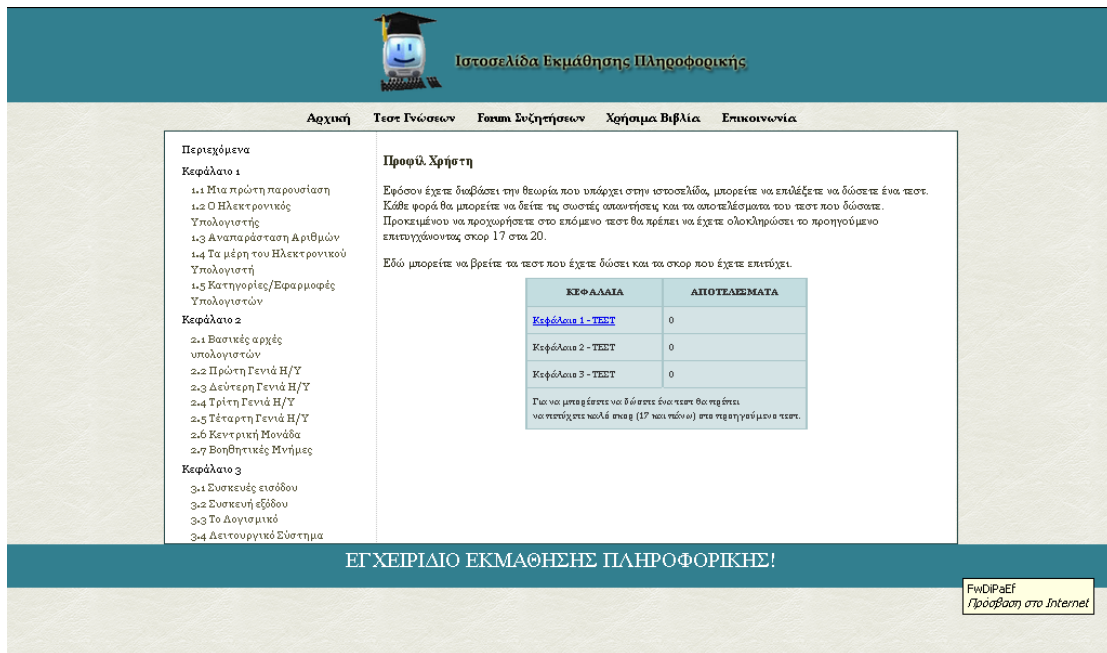 Ιστοσελίδα Εκμάθησης Πληροφορικής
Αρχική Τεστ Γνώσεων Forum Συζητήσεων Χρήσιμα Βιβλία Επικοινωνία
Περιεχόμενα
Κεφάλαιο 1
1.1 Μια πρώτη παρουσίαση
1.2 Ο Ηλεκτρονικός
Υπολογιστής
1.3 Αναπαράσταση Αριθμών
1.4 Τα μέρη του Ηλεκτρονικού
Υπολογιστή
1.5 Κατηγορίες/Εφαρμοφές
Υπολογιστών
Κεφάλαιο 2
2.1 Βασικές αρχές
υπολογιστών
2.2 Πρώτη Γενιά Η/Υ
2.3 Δεύτερη Γενιά Η/Υ
2.4 Τρίτη Γενιά Η/Υ
2.5 Τέταρτη Γενιά Η/Υ
2.6 Κεντρική Μονάδα
2.7 Βοηθητικές Μνήμες
Κεφάλαιο 3
3.1 Συσκευές εισόδου
3.2 Συσκευή εξόδου
3.3 Το Λογισμικό
3.4 Λειτουργικό Σύστημα
Προφίλ Χρήστη
Εφόσον έχετε διαβάσει την θεωρία που υπάρχει στην ιστοσελίδα, μπορείτε να επιλέξετε να δώσετε ένα τεστ.
Κάθε φορά θα μπορείτε να δείτε τις σωστές απαντήσεις και τα αποτελέσματα του τεστ που δώσατε.
Προκειμένου να προχωρήσετε στο επόμενο τεστ θα πρέπει να έχετε ολοκληρώσει το προηγούμενο
επιτυγχάνοντας σκορ 17 στα 20.
Εδώ μπορείτε να βρείτε τα τεστ που έχετε δώσει και τα σκορ που έχετε επιτύχει.
ΚΕΦΑΛΑΙΑ ΑΠΟΤΕΛΕΣΜΑΤΑ
Κεφάλαιο 1 - ΤΕΣΤ 0
Κεφάλαιο 2 - ΤΕΣΤ 0
Κεφάλαιο 3 - ΤΕΣΤ 0
Για να μπορέσετε να δώσετε ένα τεστ θα πρέπει
να πετύχετε καλό σκορ (17 και πάνω) στο προηγούμενο τεστ.
ΕΓΧΕΙΡΙΔΙΟ ΕΚΜΑΘΗΣΗΣ ΠΛΗΡΟΦΟΡΙΚΗΣ!
FwDiPaEf
Πρόσβαση στο Internet